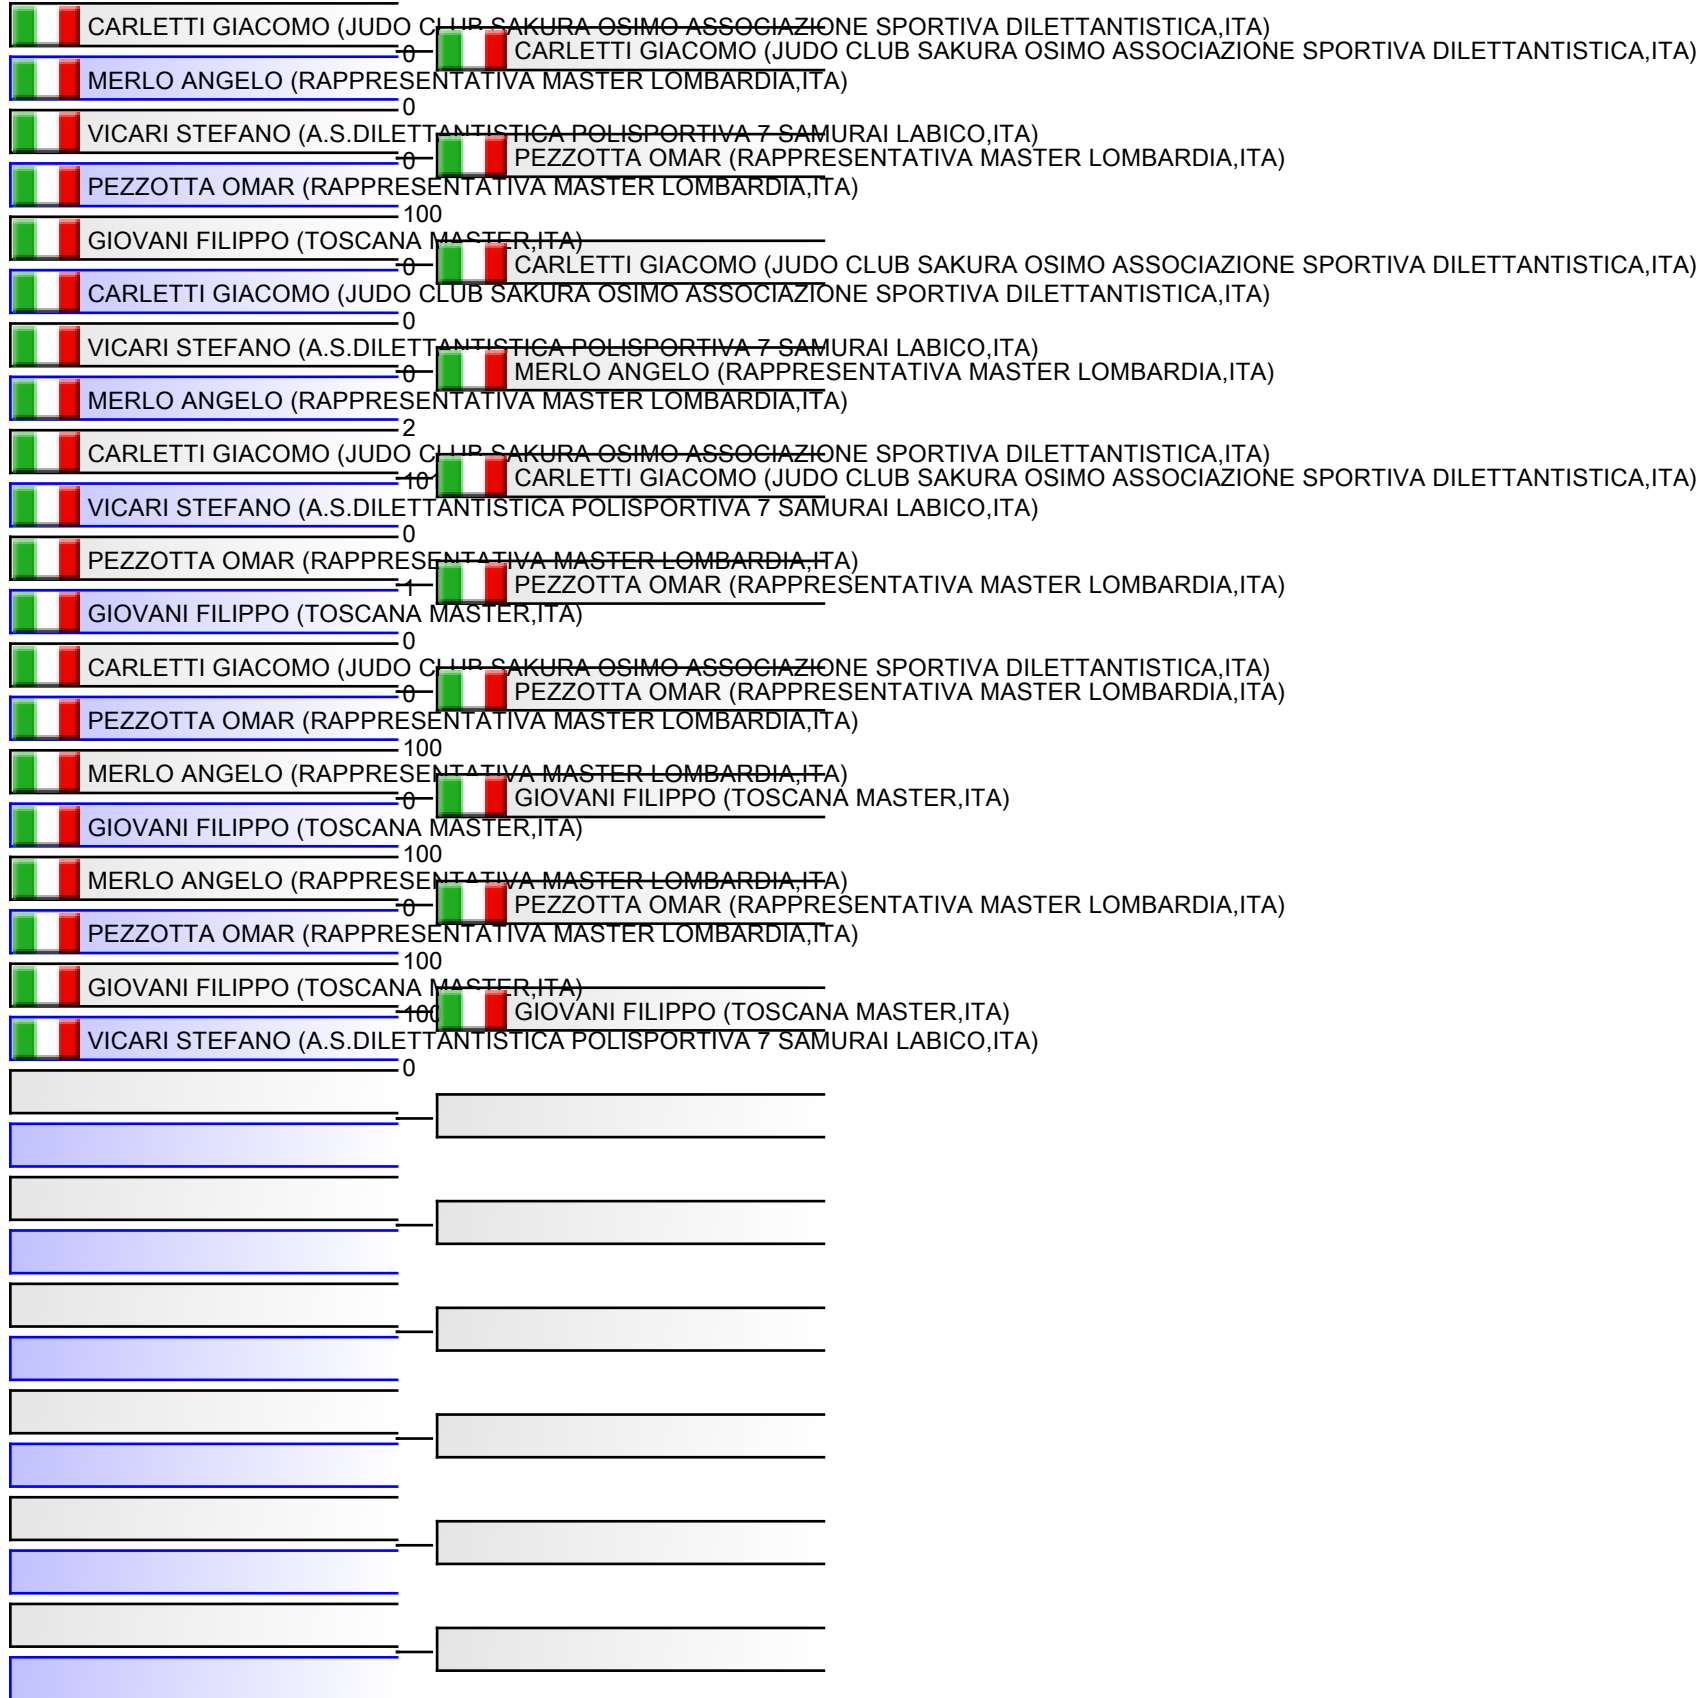 CARLETTI GIACOMO (JUDO CLUB SAKURA OSIMO ASSOCIAZIONE SPORTIVA DILETTANTISTICA,ITA)
0
CARLETTI GIACOMO (JUDO CLUB SAKURA OSIMO ASSOCIAZIONE SPORTIVA DILETTANTISTICA,ITA)
MERLO ANGELO (RAPPRESENTATIVA MASTER LOMBARDIA,ITA)
0
VICARI STEFANO (A.S.DILETTANTISTICA POLISPORTIVA 7 SAMURAI LABICO,ITA)
0
PEZZOTTA OMAR (RAPPRESENTATIVA MASTER LOMBARDIA,ITA)
PEZZOTTA OMAR (RAPPRESENTATIVA MASTER LOMBARDIA,ITA)
100
GIOVANI FILIPPO (TOSCANA MASTER,ITA)
0
CARLETTI GIACOMO (JUDO CLUB SAKURA OSIMO ASSOCIAZIONE SPORTIVA DILETTANTISTICA,ITA)
CARLETTI GIACOMO (JUDO CLUB SAKURA OSIMO ASSOCIAZIONE SPORTIVA DILETTANTISTICA,ITA)
0
VICARI STEFANO (A.S.DILETTANTISTICA POLISPORTIVA 7 SAMURAI LABICO,ITA)
0
MERLO ANGELO (RAPPRESENTATIVA MASTER LOMBARDIA,ITA)
MERLO ANGELO (RAPPRESENTATIVA MASTER LOMBARDIA,ITA)
2
CARLETTI GIACOMO (JUDO CLUB SAKURA OSIMO ASSOCIAZIONE SPORTIVA DILETTANTISTICA,ITA)
CARLETTI GIACOMO (JUDO CLUB SAKURA OSIMO ASSOCIAZIONE SPORTIVA DILETTANTISTICA,ITA)
VICARI STEFANO (A.S.DILETTANTISTICA POLISPORTIVA 7 SAMURAI LABICO,ITA)
0
PEZZOTTA OMAR (RAPPRESENTATIVA MASTER LOMBARDIA,ITA)
1
PEZZOTTA OMAR (RAPPRESENTATIVA MASTER LOMBARDIA,ITA)
GIOVANI FILIPPO (TOSCANA MASTER,ITA)
0
CARLETTI GIACOMO (JUDO CLUB SAKURA OSIMO ASSOCIAZIONE SPORTIVA DILETTANTISTICA,ITA)
0
PEZZOTTA OMAR (RAPPRESENTATIVA MASTER LOMBARDIA,ITA)
PEZZOTTA OMAR (RAPPRESENTATIVA MASTER LOMBARDIA,ITA)
100
MERLO ANGELO (RAPPRESENTATIVA MASTER LOMBARDIA,ITA)
0
GIOVANI FILIPPO (TOSCANA MASTER,ITA)
GIOVANI FILIPPO (TOSCANA MASTER,ITA)
100
MERLO ANGELO (RAPPRESENTATIVA MASTER LOMBARDIA,ITA)
0
PEZZOTTA OMAR (RAPPRESENTATIVA MASTER LOMBARDIA,ITA)
PEZZOTTA OMAR (RAPPRESENTATIVA MASTER LOMBARDIA,ITA)
100
GIOVANI FILIPPO (TOSCANA MASTER,ITA)
100
GIOVANI FILIPPO (TOSCANA MASTER,ITA)
VICARI STEFANO (A.S.DILETTANTISTICA POLISPORTIVA 7 SAMURAI LABICO,ITA)
0